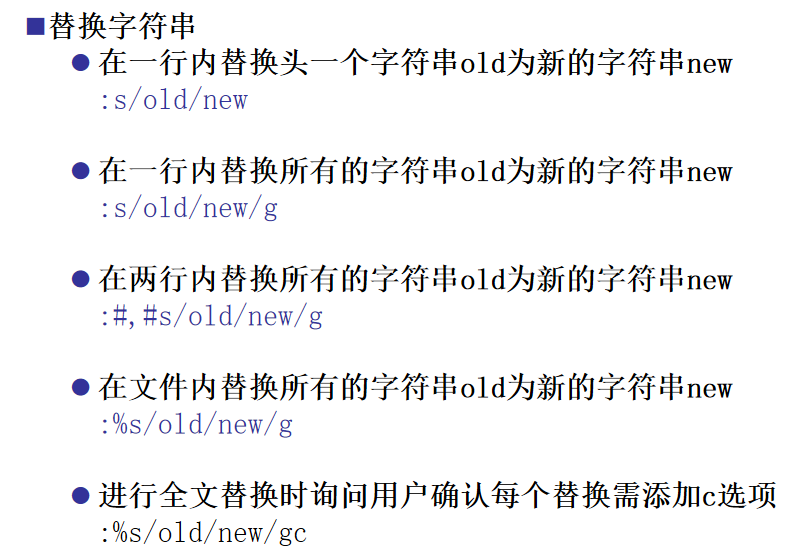 替换字符串
在一行内替换头一个字符串old为新的字符串new
:s/old/new
在一行内替换所有的字符串old为新的字符串new
:s/old/new/g
在两行内替换所有的字符串old为新的字符串new
:#,#s/old/new/g
在文件内替换所有的字符串old为新的字符串new
:%s/old/new/g
进行全文替换时询问用户确认每个替换需添加c选项
:%s/old/new/gc